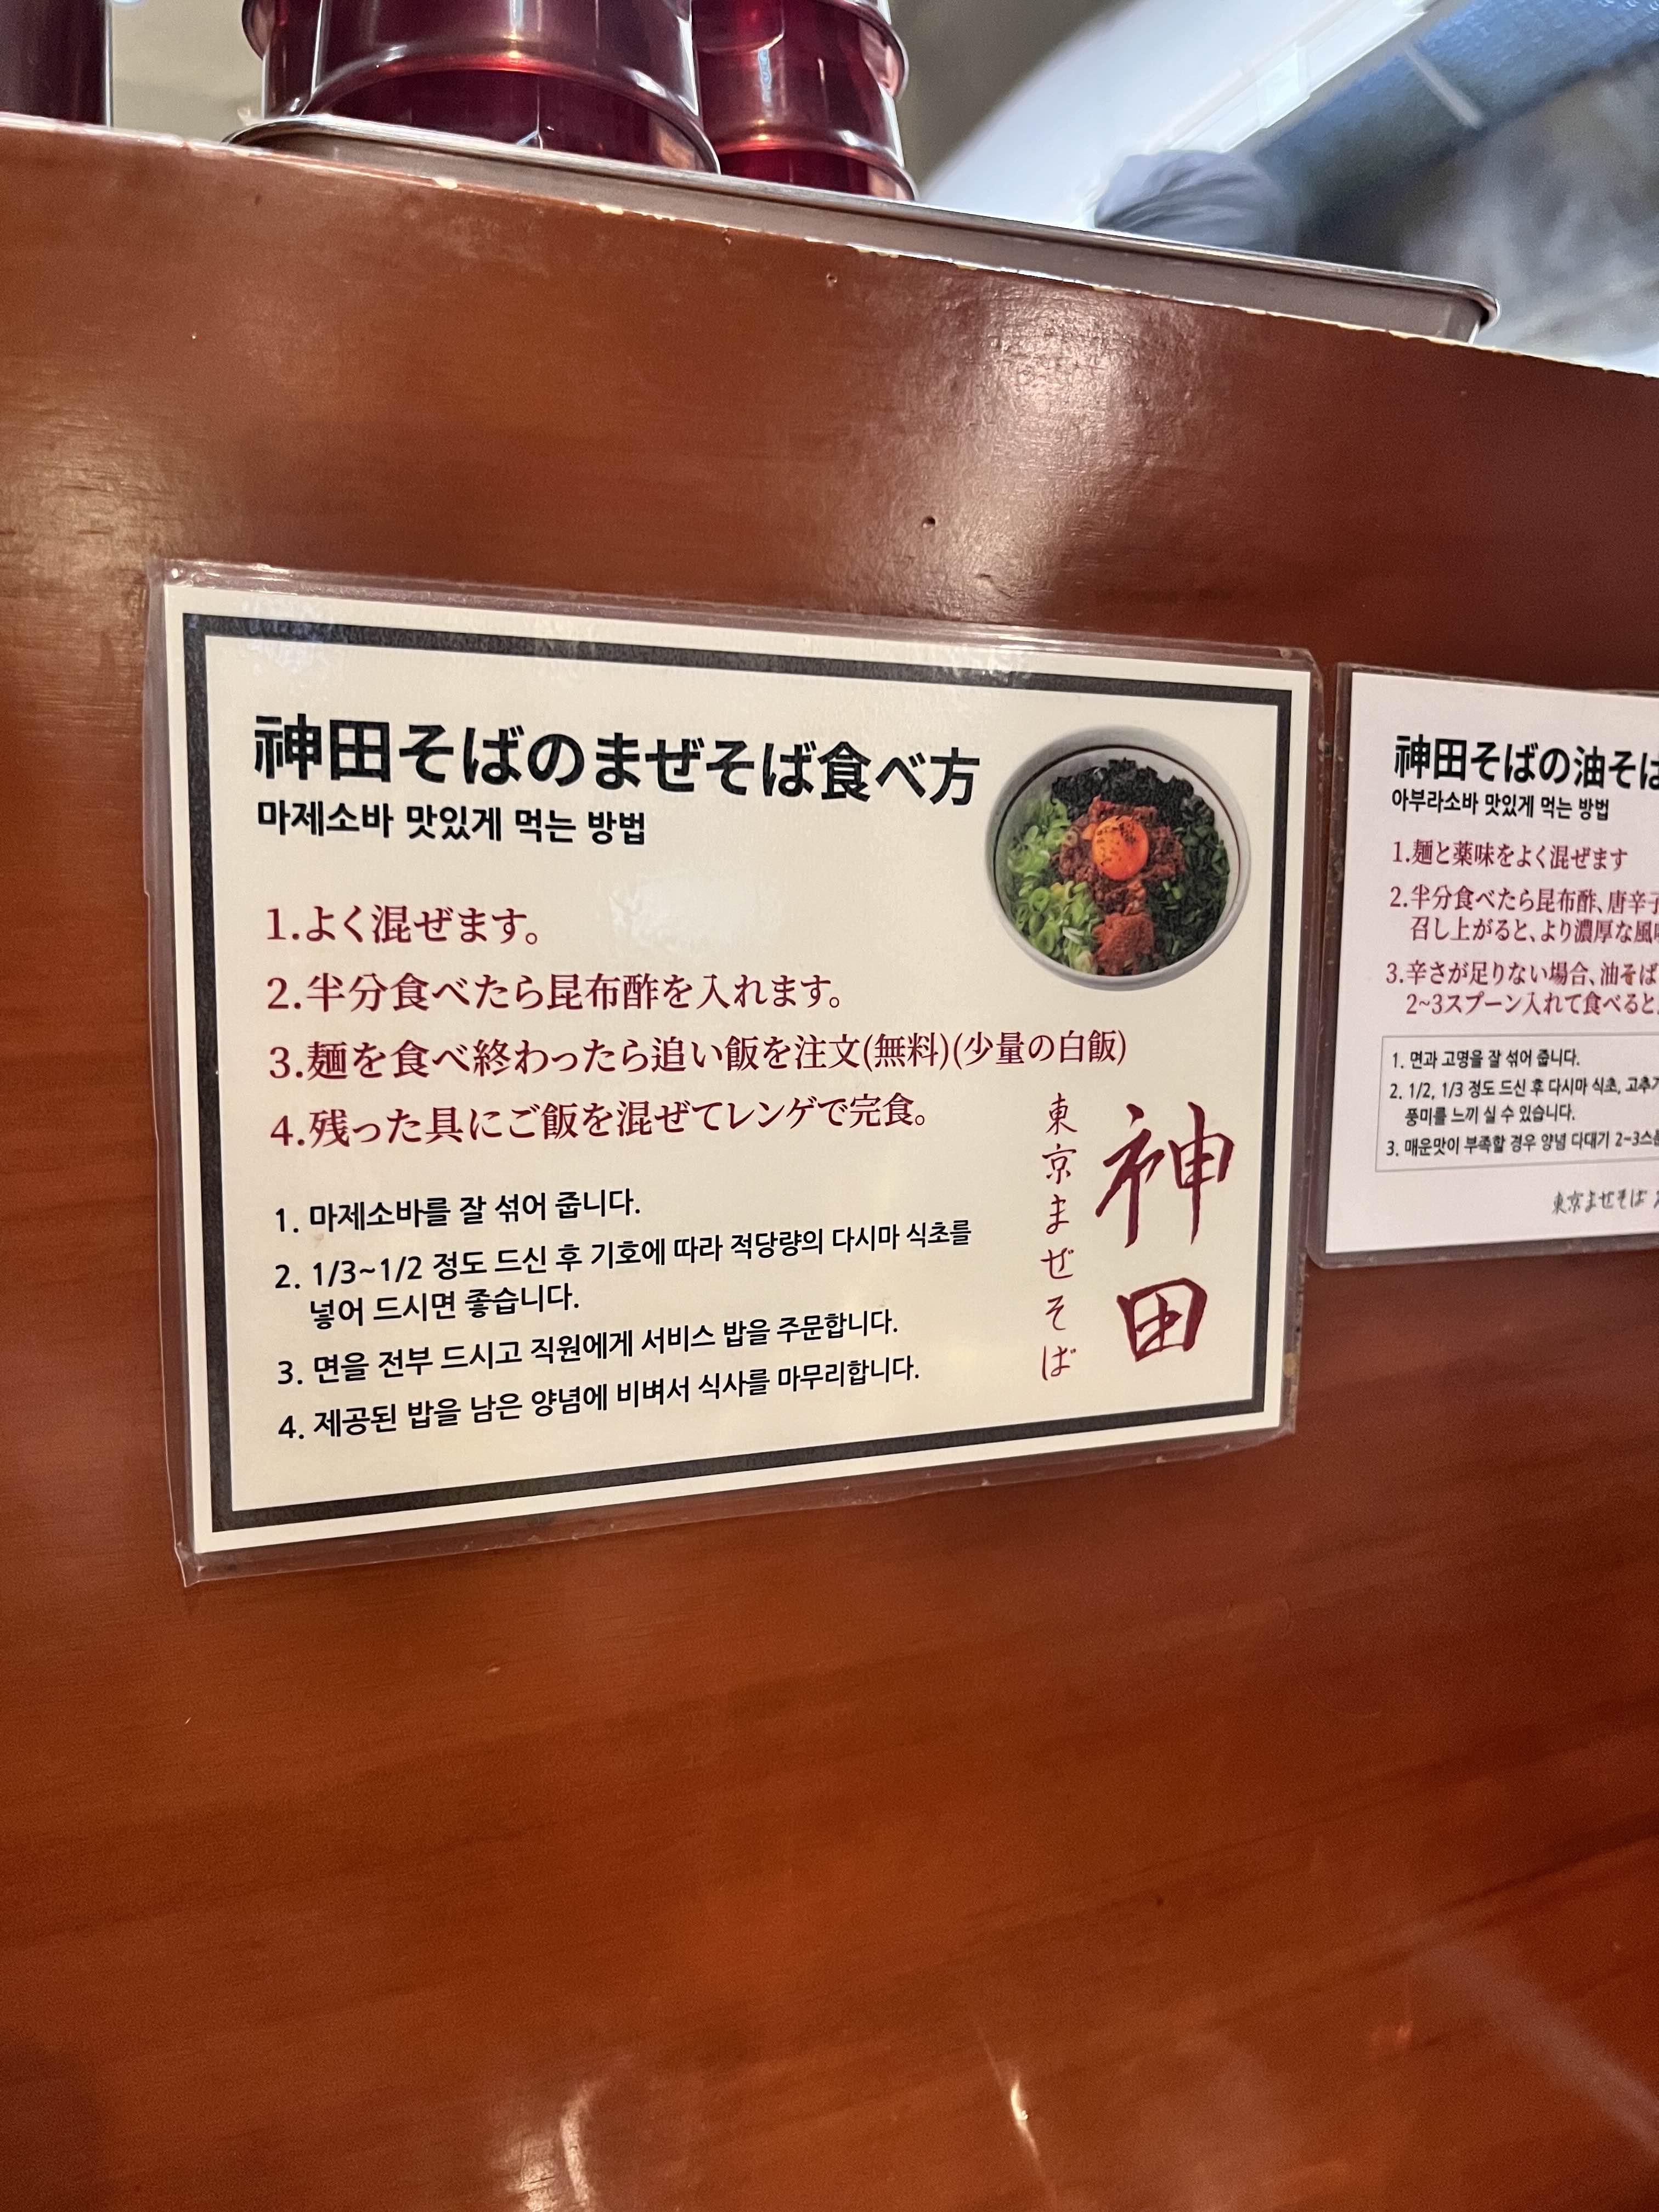 神田そばのまぜそば食べ方
마제소바 맛있게 먹는 방법
1.よく混ぜます。
2.半分食べたら昆布酢を入れます。
3.麺を食べ終わったら追い飯を注文(無料)(少量の白飯)
4.残った具にご飯を混ぜてレンゲで完食。
1. 마제소바를 잘 섞어 줍니다.
2. 1/3~1/2 정도 드신 후 기호에 따라 적당량의 다시마 식초를
넣어 드시면 좋습니다.
3. 면을 전부 드시고 직원에게 서비스 밥을 주문합니다.
4. 제공된 밥을 남은 양념에 비벼서 식사를 마무리합니다.
神田
東京まぜそば
神田そばの油そば
아부라소바 맛있게 먹는 방법
1.麺と薬味をよく混ぜます
2.半分食べたら昆布酢、唐辛子
召し上がると、より濃厚な風味
3.辛さが足りない場合、油そば
2~3スプーン入れて食べると
1. 면과 고명을 잘 섞어 줍니다.
2. 1/2, 1/3 정도 드신 후 다시마 식초, 고추기
풍미를 느끼 실 수 있습니다.
3. 매운맛이 부족할 경우 양념 다대기 2~3스푼
東京まぜそば